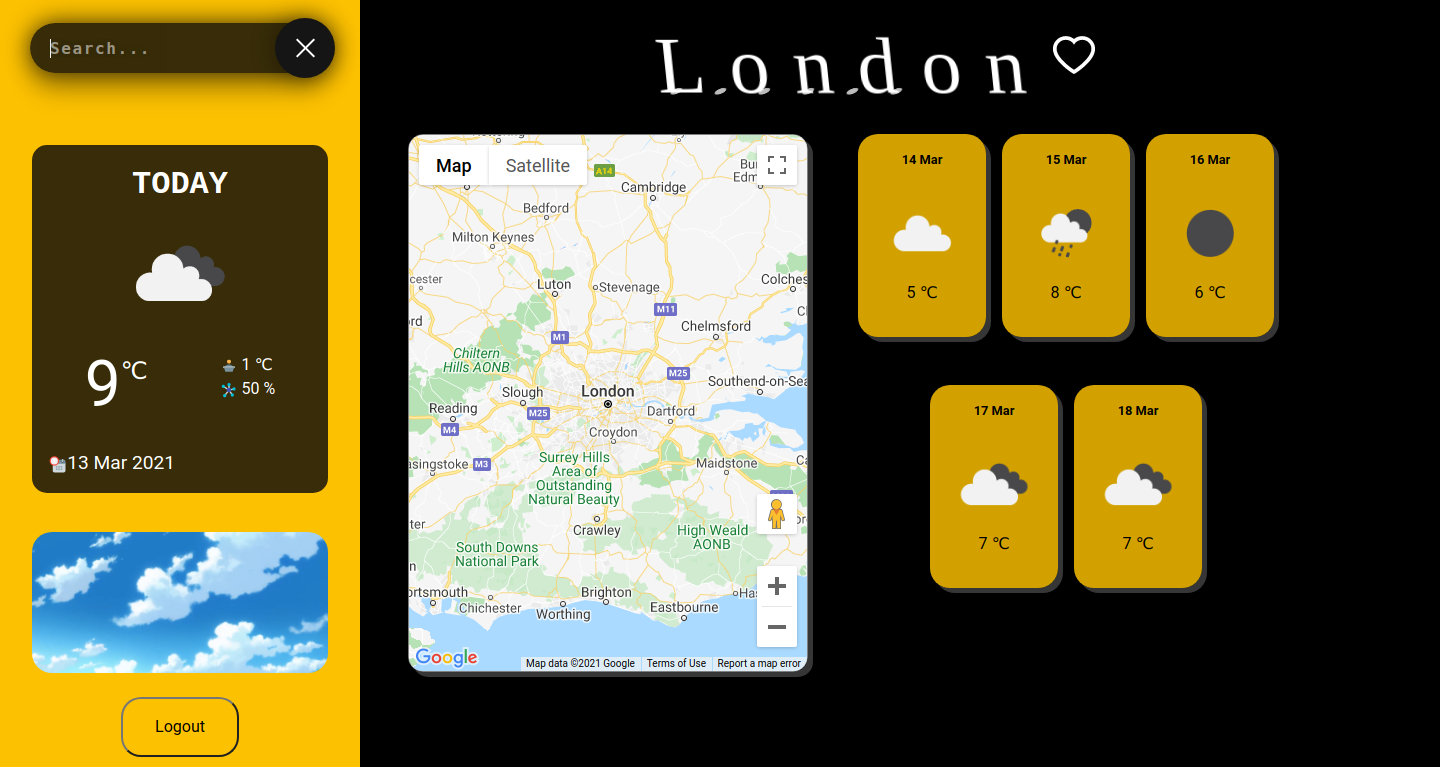 Search...
TODAY
9 °C
1 °C
50 %
13 Mar 2021
Logout
London
Map
Satellite
A14
Cambridge
Bedford
Milton Keynes
Luton
Stevenage
M11
M1
Chelmsford
Chiltern
Hills AONB
M25
Slough
London
Southend-on-Sea
Reading
M25
Dartford
M4
Croydon
M3
Surrey Hills
Area of
Outstanding
Natural Beauty
Maidstone
Crawley
High Weald
AONB
South Downs
National Park
Brighton
Chichester
Worthing
Eastbourne
Google
Map data ©2021 Google
Terms of Use
Report a map error
14 Mar
5 °C
15 Mar
8 °C
16 Mar
6 °C
17 Mar
7 °C
18 Mar
7 °C